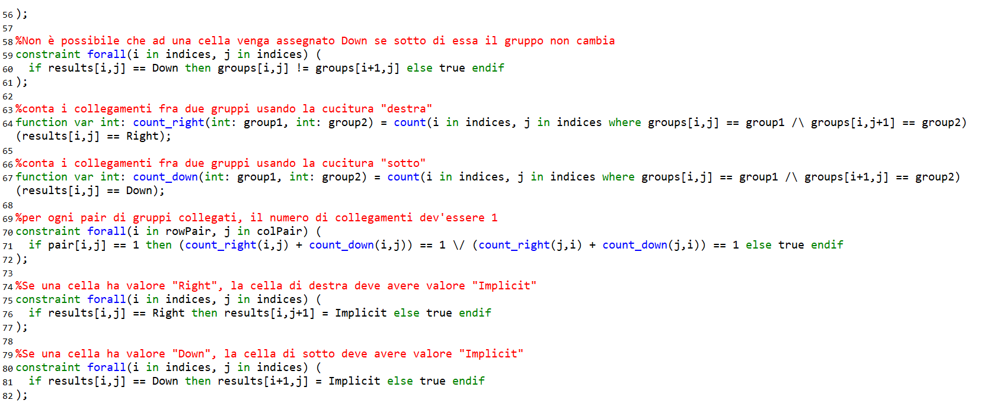 56 );
57
58 %Non è possibile che ad una cella venga assegnato Down se sotto di essa il gruppo non cambia
59 constraint forall(i in indices, j in indices) (
60   if results[i,j] == Down then groups[i,j] != groups[i+1,j] else true endif
61 );
62
63 %conta i collegamenti fra due gruppi usando la cucitura "destra"
64 function var int: count_right(int: group1, int: group2) = count(i in indices, j in indices where groups[i,j] == group1 /\ groups[i,j+1] == group2)
(results[i,j] == Right);
65
66 %conta i collegamenti fra due gruppi usando la cucitura "sotto"
67 function var int: count_down(int: group1, int: group2) = count(i in indices, j in indices where groups[i,j] == group1 /\ groups[i+1,j] == group2)
(results[i,j] == Down);
68
69 %per ogni pair di gruppi collegati, il numero di collegamenti dev'essere 1
70 constraint forall(i in rowPair, j in colPair) (
71   if pair[i,j] == 1 then (count_right(i,j) + count_down(i,j)) == 1 \/ (count_right(j,i) + count_down(j,i)) == 1 else true endif
72 );
73
74 %Se una cella ha valore "Right", la cella di destra deve avere valore "Implicit"
75 constraint forall(i in indices, j in indices) (
76   if results[i,j] == Right then results[i,j+1] = Implicit else true endif
77 );
78
79 %Se una cella ha valore "Down", la cella di sotto deve avere valore "Implicit"
80 constraint forall(i in indices, j in indices) (
81   if results[i,j] == Down then results[i+1,j] = Implicit else true endif
82 );